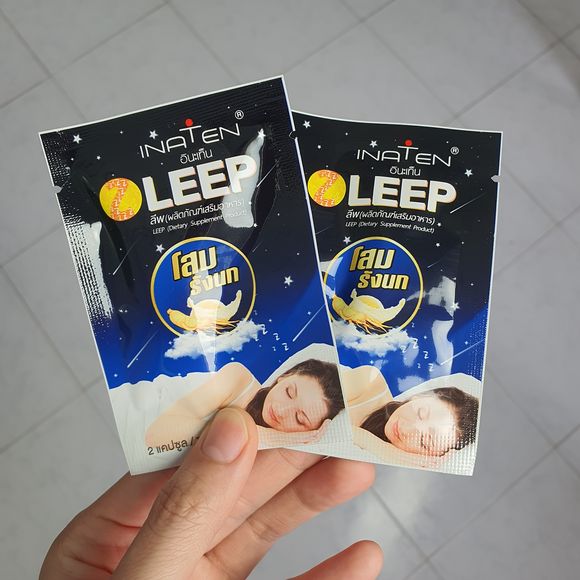 INATEN®
อินะเท็น
LEEP
ลีพ (ผลิตภัณฑ์เสริมอาหาร)
LEEP (Dietary Supplement Product)
โสม
รังนก
z z z
2 แคปซูล /
INATEN®
อินะเท็น
LEEP
ลีพ (ผลิตภัณฑ์เสริมอาหาร)
LEEP (Dietary Supplement Product)
โสม
รังนก
z z z